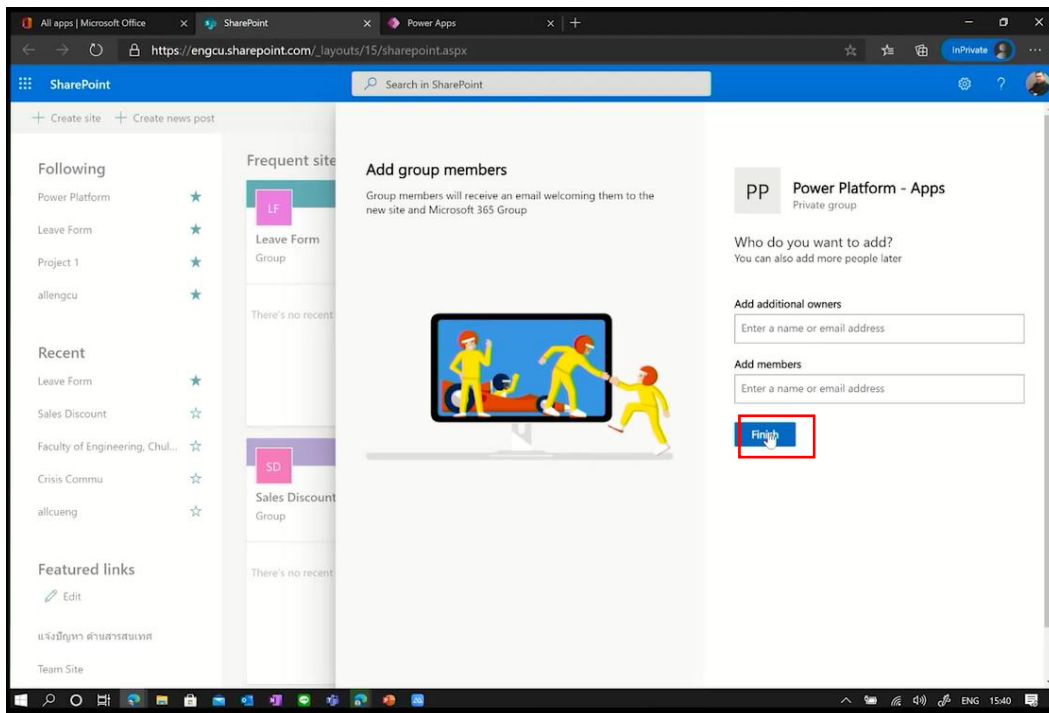 All apps | Microsoft Office
SharePoint
Power Apps
https://engcu.sharepoint.com/_layouts/15/sharepoint.aspx
InPrivate
SharePoint
Search in SharePoint
Create site
Create news post
Following
Power Platform
Leave Form
Project 1
allengcu
Recent
Leave Form
Sales Discount
Faculty of Engineering, Chul...
Crisis Commu
allcueng
Featured links
Edit
แจ้งปัญหา ด้านสารสนเทศ
Team Site
Frequent site
LF
Leave Form
Group
There's no recent
SD
Sales Discount
Group
There's no recent
Add group members
Group members will receive an email welcoming them to the
new site and Microsoft 365 Group
PP
Power Platform - Apps
Private group
Who do you want to add?
You can also add more people later
Add additional owners
Enter a name or email address
Add members
Enter a name or email address
Finish
ENG
15:40